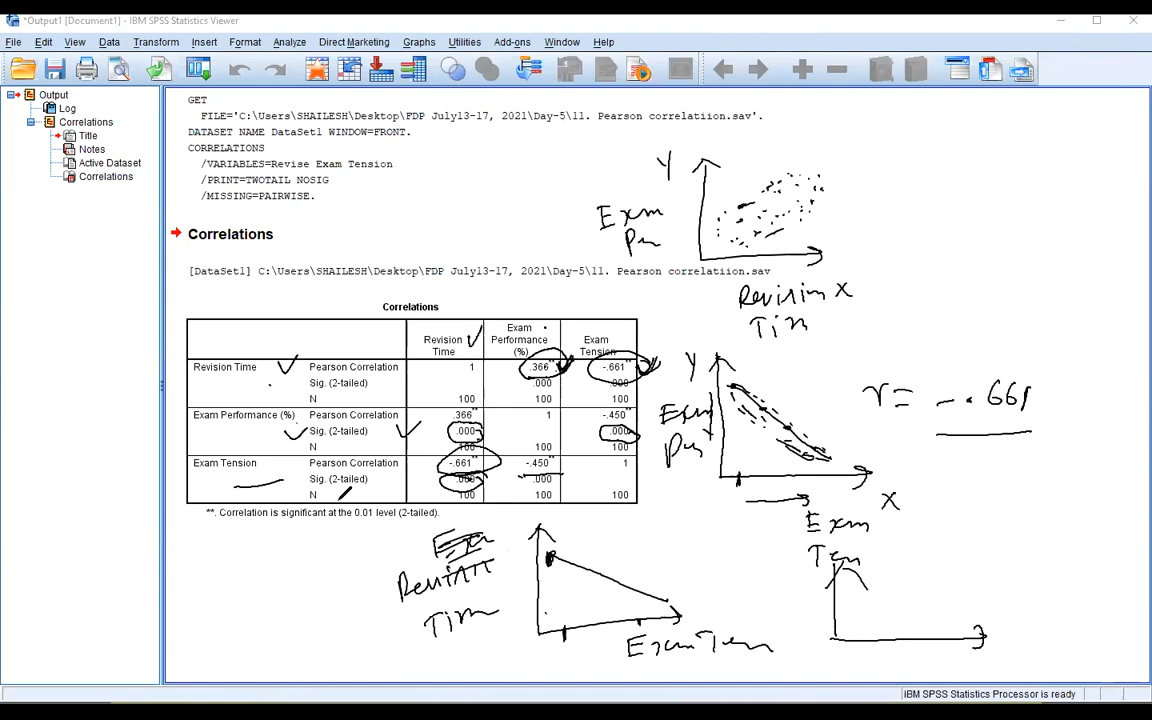 *Output1 [Document1] - IBM SPSS Statistics Viewer
File Edit View Data Transform Insert Format Analyze Direct Marketing Graphs Utilities Add-ons Window Help
Output
Log
Correlations
Title
Notes
Active Dataset
Correlations
GET
FILE='C:\Users\SHAILESH\Desktop\FDP July13-17, 2021\Day-5\11. Pearson correlatiion.sav'.
DATASET NAME DataSet1 WINDOW=FRONT.
CORRELATIONS
/VARIABLES=Revise Exam Tension
/PRINT=TWOTAIL NOSIG
/MISSING=PAIRWISE.
Correlations
[DataSet1] C:\Users\SHAILESH\Desktop\FDP July13-17, 2021\Day-5\11. Pearson correlatiion.sav
Correlations
Revision Time Exam Performance (%) Exam Tension
Revision Time Pearson Correlation 1 .366** -.661**
Sig. (2-tailed) .000 .000
N 100 100 100
Exam Performance (%) Pearson Correlation .366** 1 -.450**
Sig. (2-tailed) .000 .000
N 100 100 100
Exam Tension Pearson Correlation -.661** -.450** 1
Sig. (2-tailed) .000 .000
N 100 100 100
**. Correlation is significant at the 0.01 level (2-tailed).
Y
Exam
Per
Revision X
Tim
Y
Exam
Per
X
Exam
Ten
r = -.661
Revision
Tim
Exam Ten
IBM SPSS Statistics Processor is ready